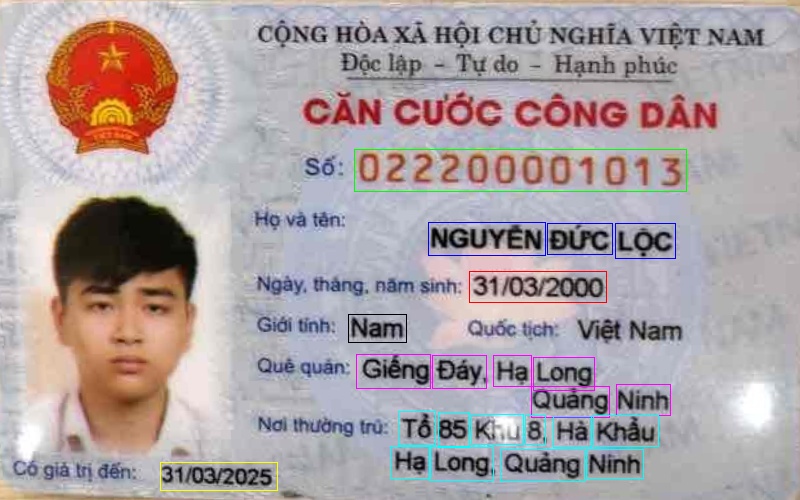 CỘNG HÒA XÃ HỘI CHỦ NGHĨA VIỆT NAM
Độc lập – Tự do – Hạnh phúc
CĂN CƯỚC CÔNG DÂN
Số: 022200001013
Họ và tên:
NGUYỄN ĐỨC LỘC
Ngày, tháng, năm sinh: 31/03/2000
Giới tính: Nam Quốc tịch: Việt Nam
Quê quán: Giếng Đáy, Hạ Long
Quảng Ninh
Nơi thường trú: Tổ 85 Khu 8, Hà Khẩu
Hạ Long, Quảng Ninh
Có giá trị đến: 31/03/2025